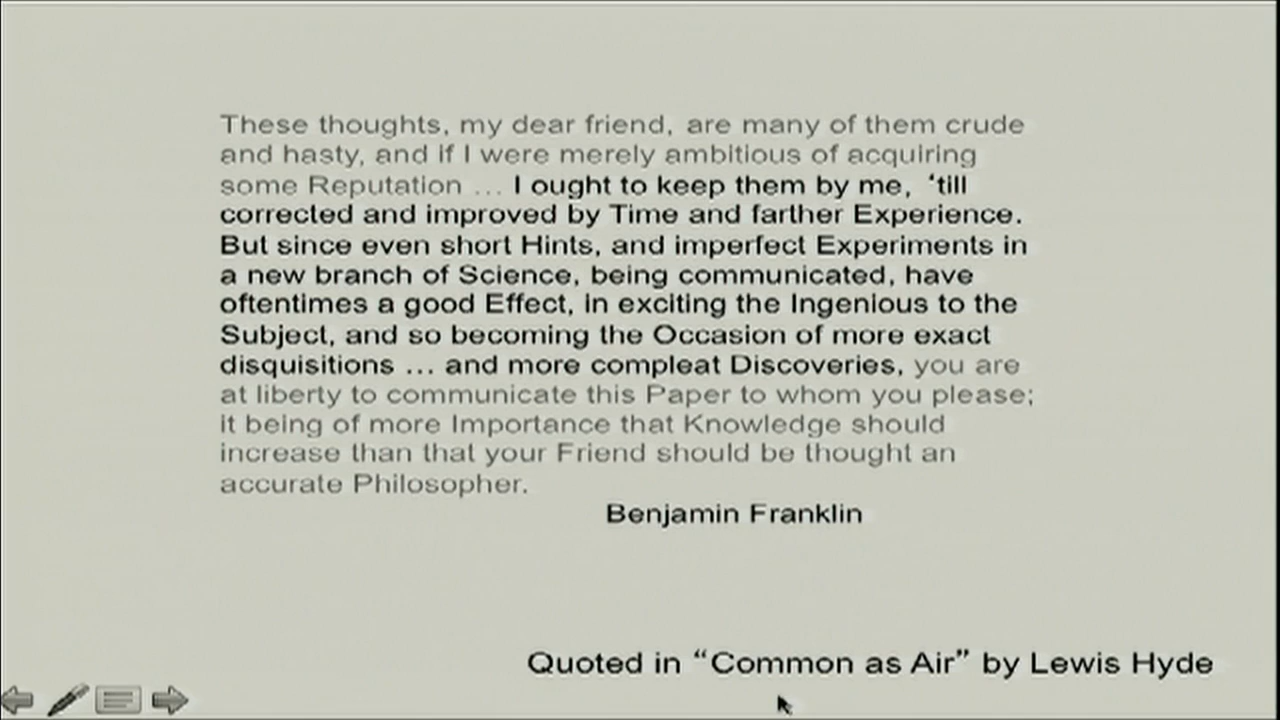 These thoughts, my dear friend, are many of them crude
and hasty, and if I were merely ambitious of acquiring
some Reputation ... I ought to keep them by me, ‘till
corrected and improved by Time and farther Experience.
But since even short Hints, and imperfect Experiments in
a new branch of Science, being communicated, have
oftentimes a good Effect, in exciting the Ingenious to the
Subject, and so becoming the Occasion of more exact
disquisitions ... and more compleat Discoveries, you are
at liberty to communicate this Paper to whom you please;
it being of more Importance that Knowledge should
increase than that your Friend should be thought an
accurate Philosopher.
Benjamin Franklin
Quoted in “Common as Air” by Lewis Hyde